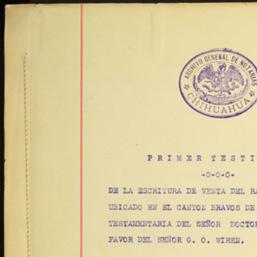 ARCHIVO GENERAL DE NOTARIAS
CHIHUAHUA
PRIMER TESTI
-O-O-O-
DE LA ESCRITURA DE VENTA DEL RA
UBICADO EN EL CANTON BRAVOS DE
TESTAMENTARIA DEL SEÑOR DOCTOR
FAVOR DEL SEÑOR G. O. WIREN.